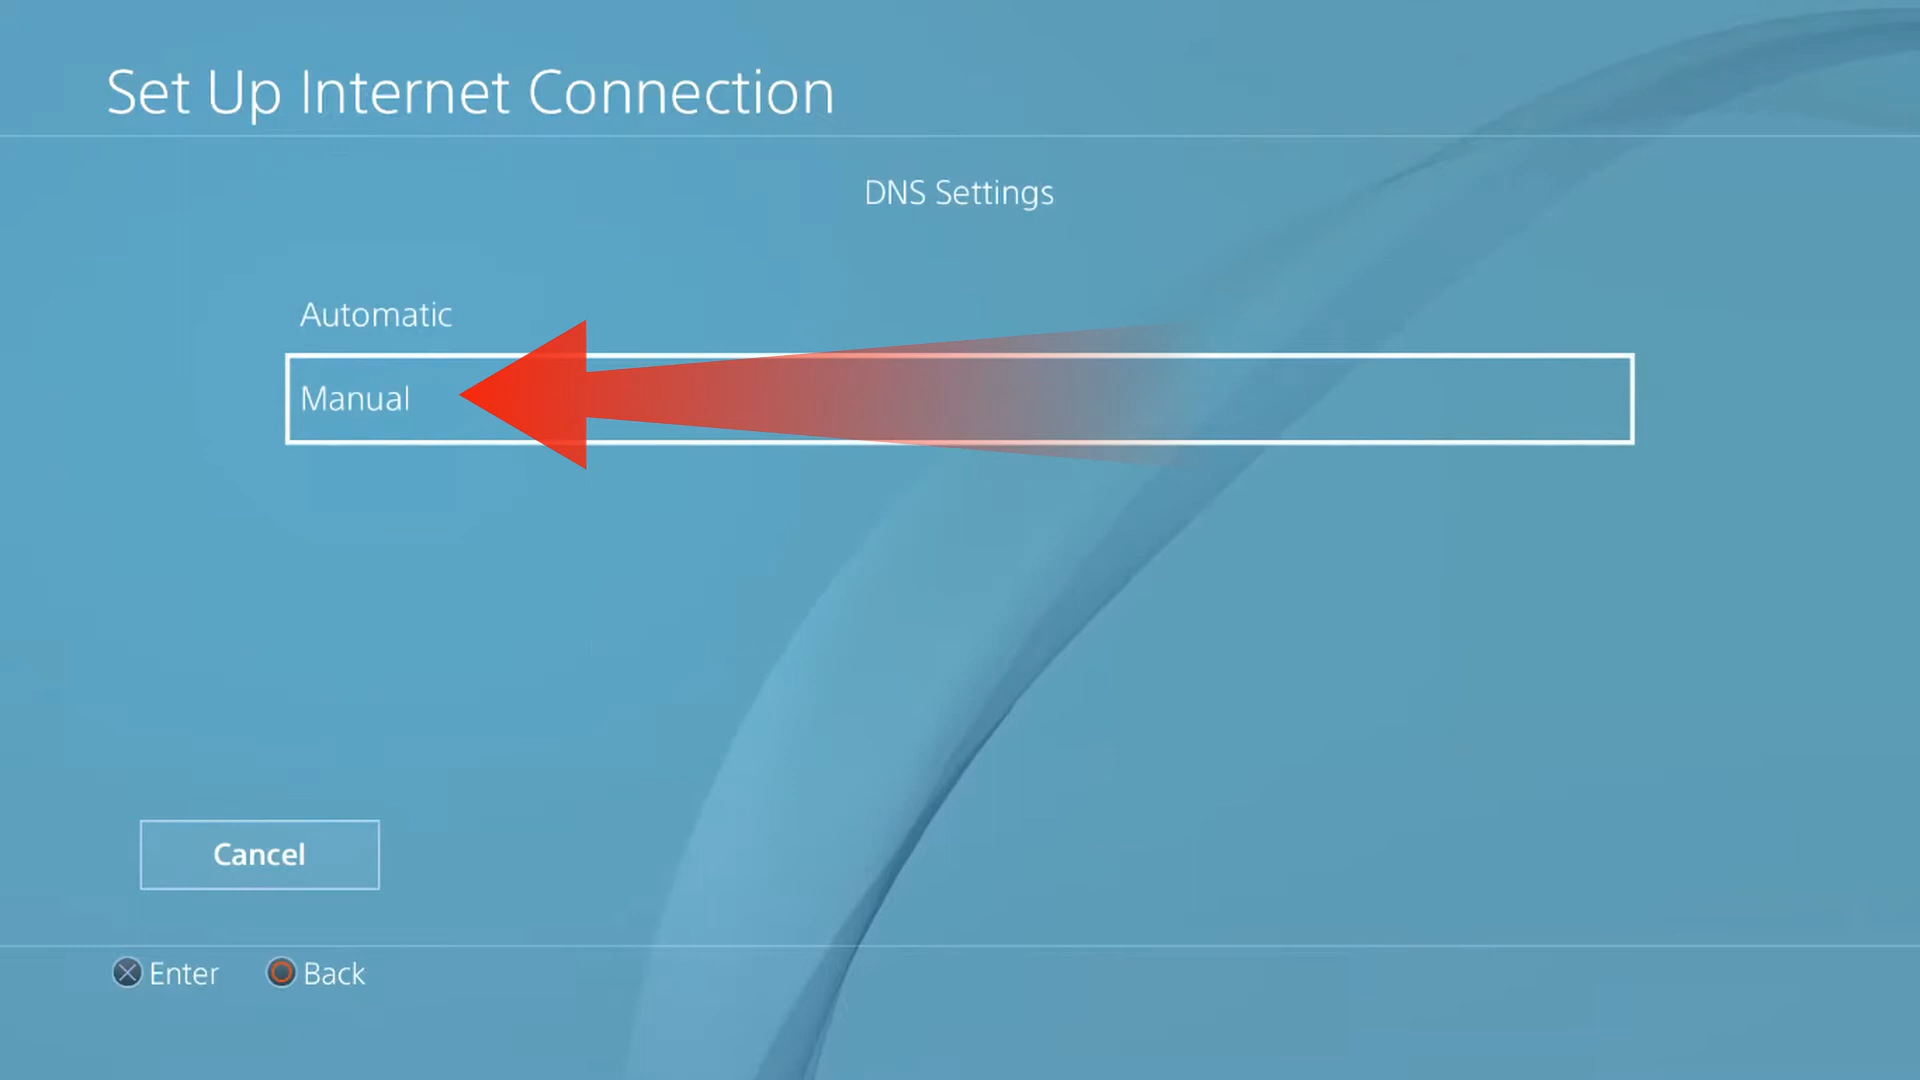 Set Up Internet Connection
DNS Settings
Automatic
Manual
Cancel
Enter Back